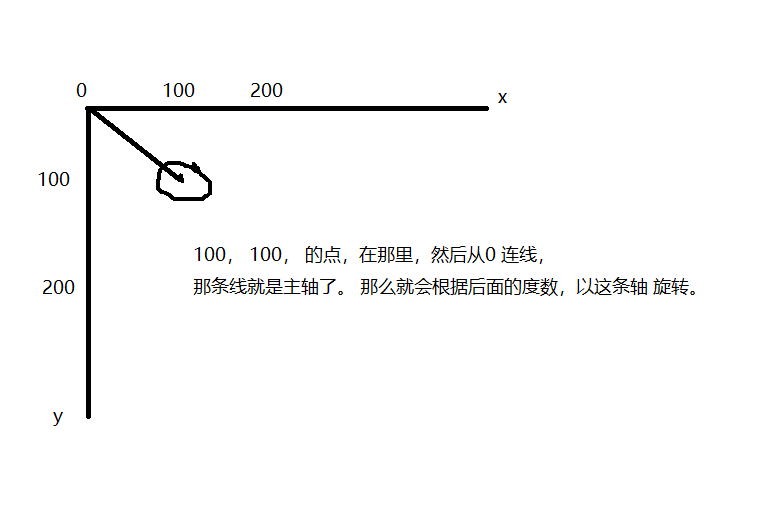 0 100 200 x
100
100， 100， 的点，在那里，然后从0 连线，
200 那条线就是主轴了。 那么就会根据后面的度数，以这条轴 旋转。
y